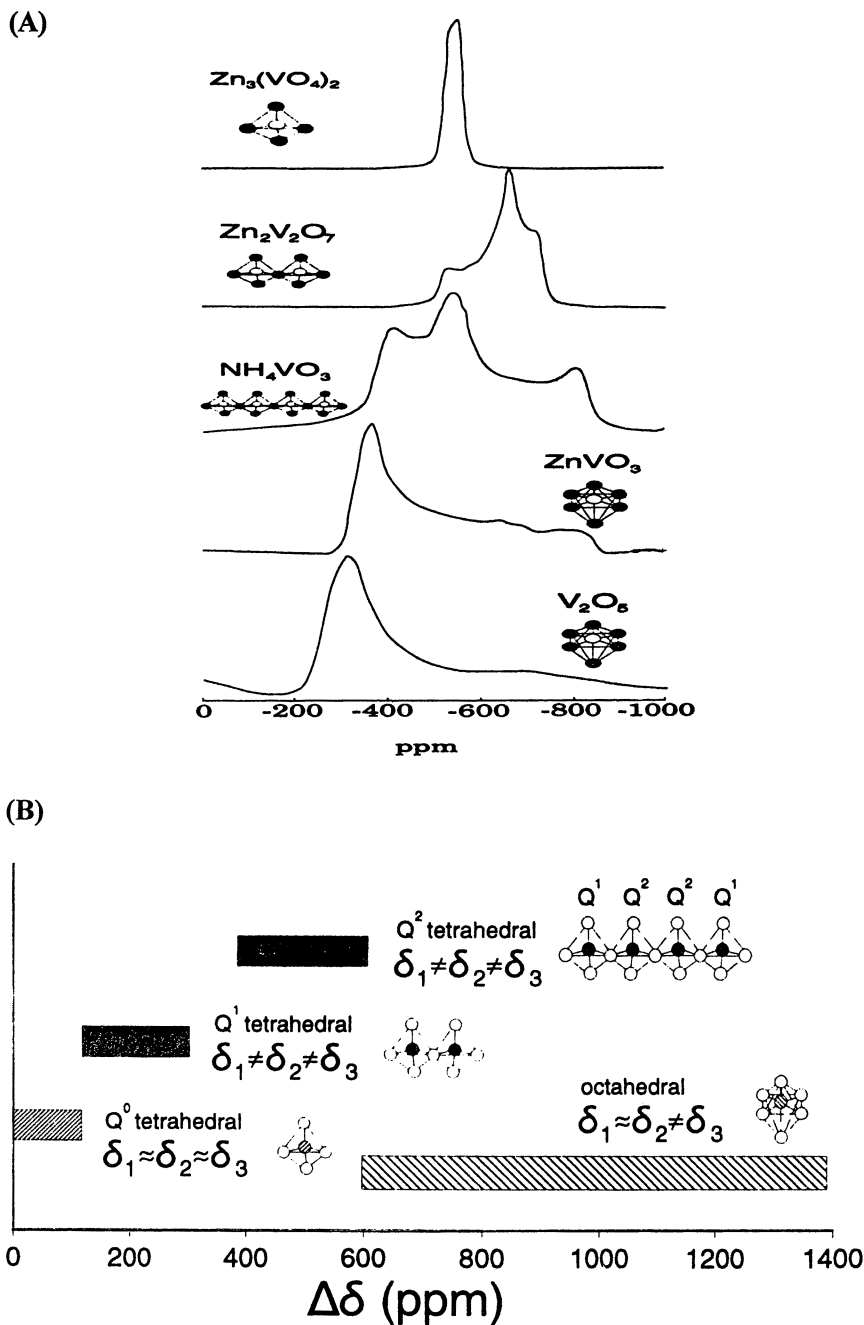 (A)
Zn₃(VO₄)₂
Zn₂V₂O₇
NH₄VO₃
ZnVO₃
V₂O₅
0 -200 -400 -600 -800 -1000
ppm
(B)
Q¹ Q² Q² Q¹
Q² tetrahedral
δ₁≠δ₂≠δ₃
Q¹ tetrahedral
δ₁≠δ₂≠δ₃
octahedral
δ₁≈δ₂≠δ₃
Q⁰ tetrahedral
δ₁≈δ₂≈δ₃
0 200 400 600 800 1000 1200 1400
Δδ (ppm)